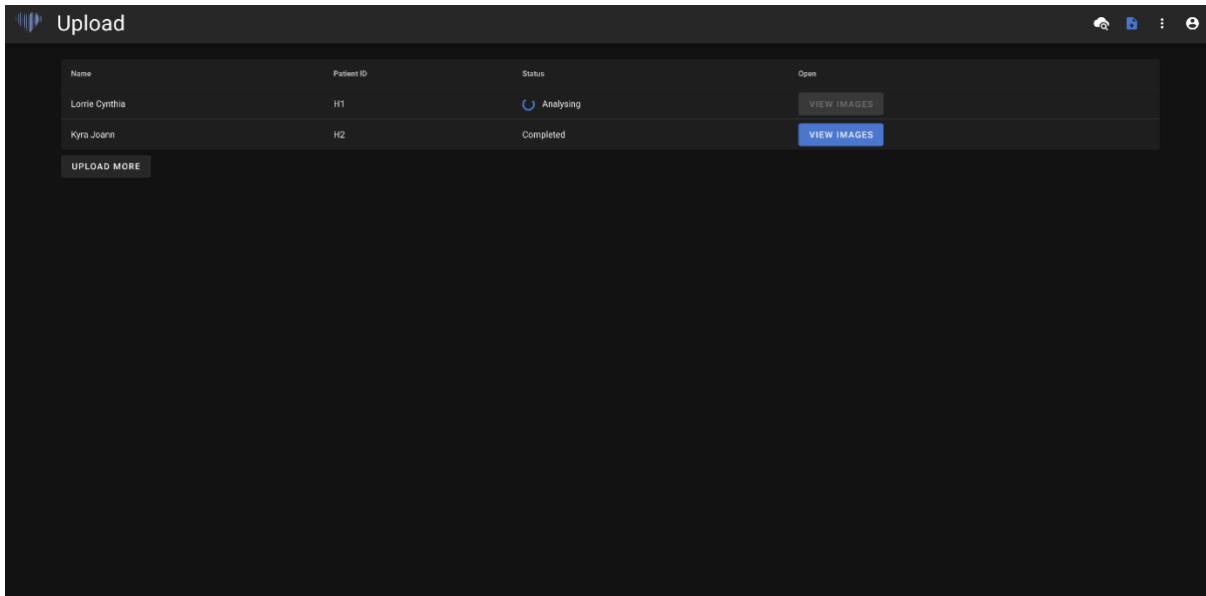 Upload
Name Patient ID Status Open
Lorrie Cynthia H1 Analysing VIEW IMAGES
Kyra Joann H2 Completed VIEW IMAGES
UPLOAD MORE